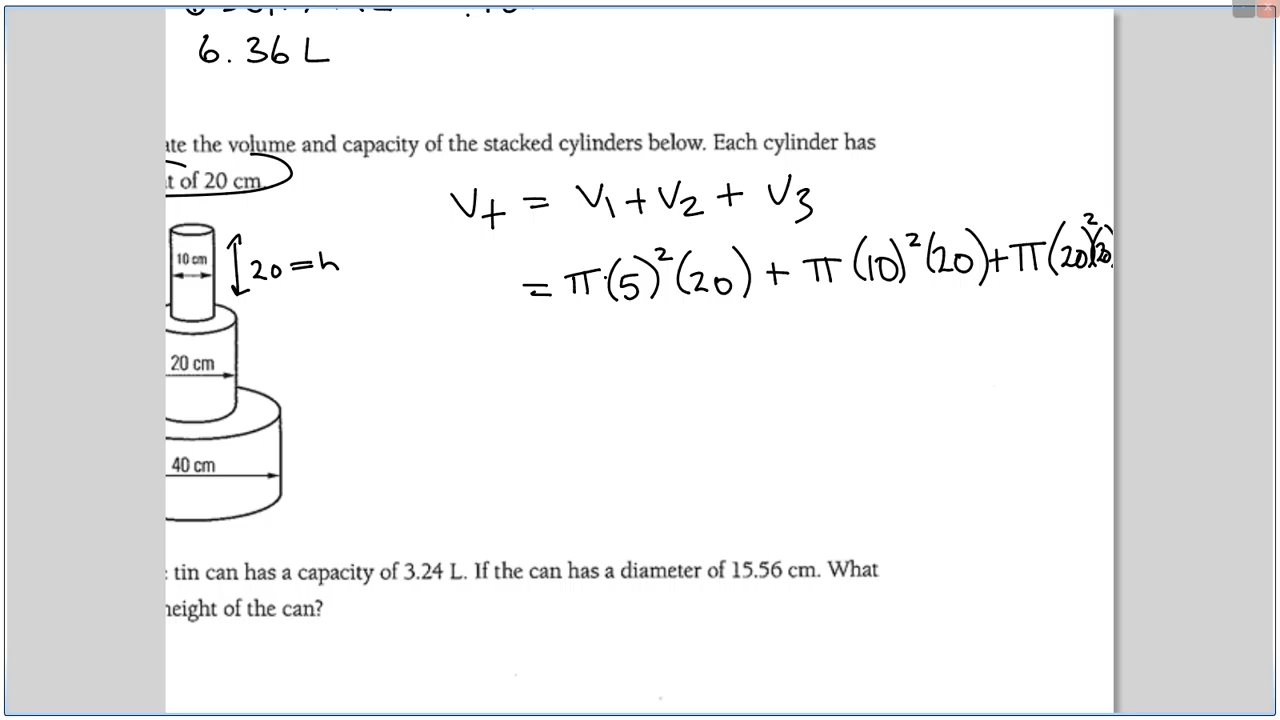 6.36 L
the volume and capacity of the stacked cylinders below. Each cylinder has
of 20 cm.
V_t = V_1 + V_2 + V_3
10 cm
20 = h
= π·(5)²(20) + π(10)²(20) + π(20)²(20)
20 cm
40 cm
tin can has a capacity of 3.24 L. If the can has a diameter of 15.56 cm. What
of the can?